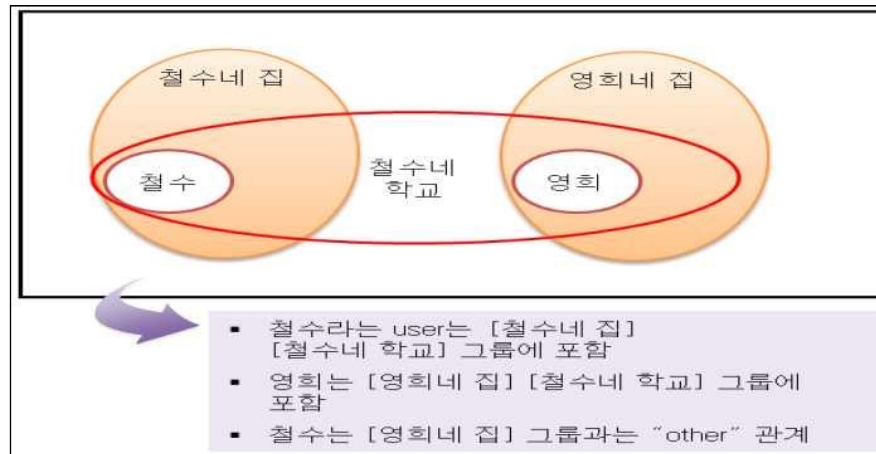 철수네 집
영희네 집
철수
철수네
학교
영희
▪ 철수라는 user는 [철수네 집]
[철수네 학교] 그룹에 포함
▪ 영희는 [영희네 집] [철수네 학교] 그룹에
포함
▪ 철수는 [영희네 집] 그룹과는 "other" 관계